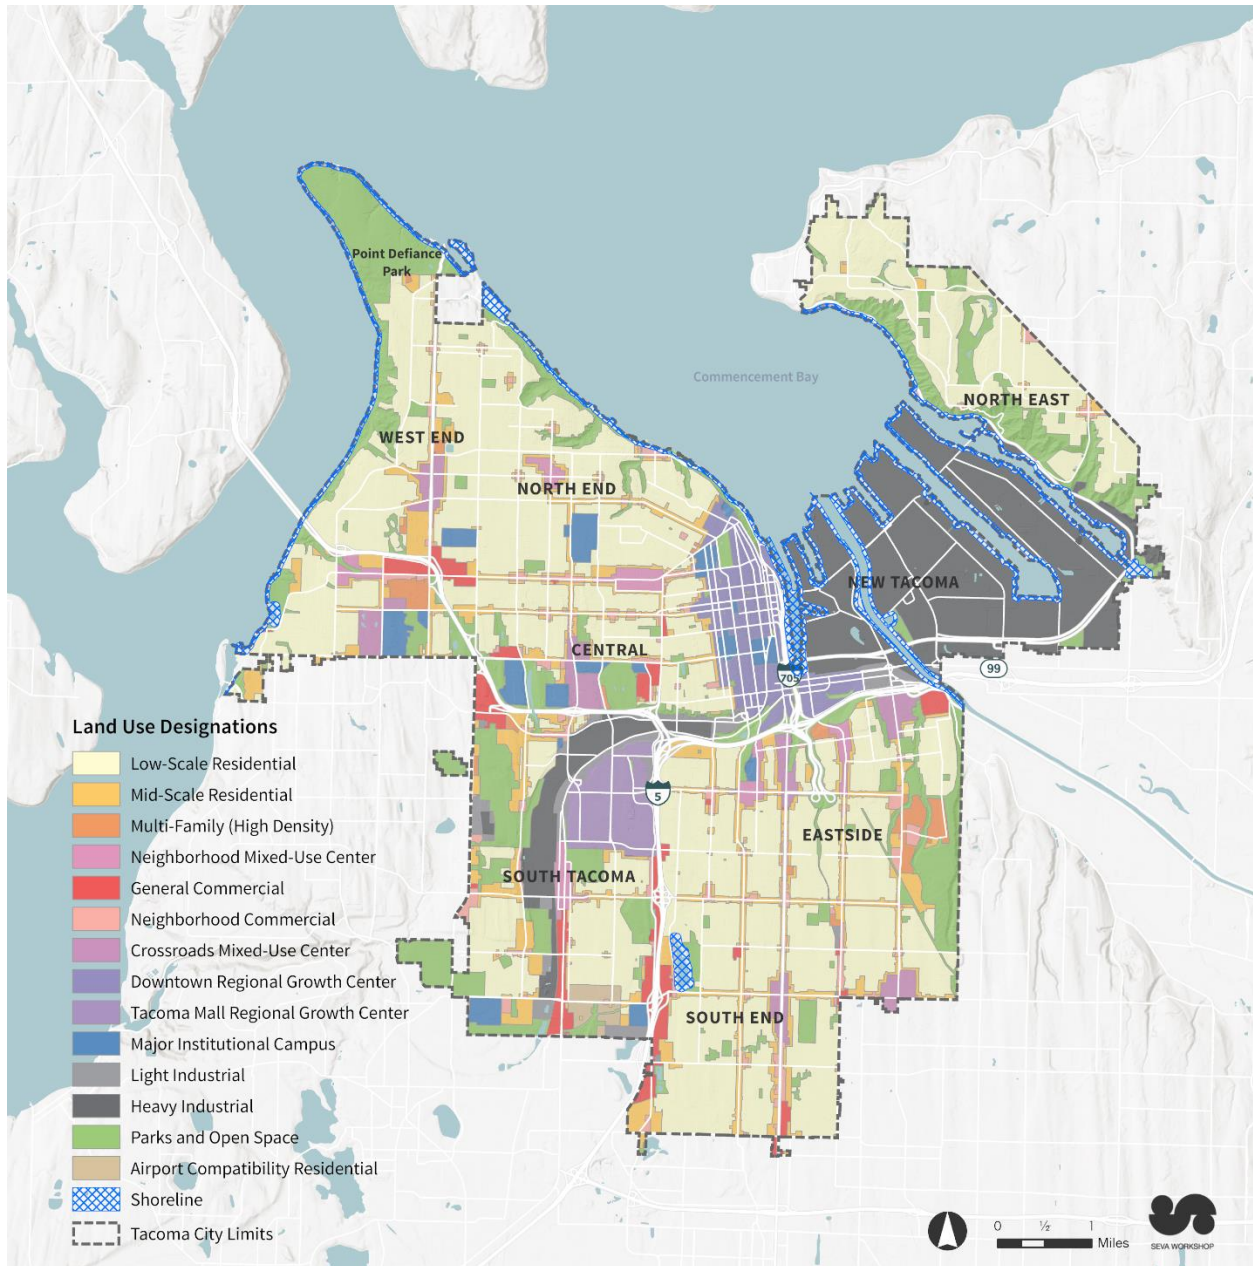 Point Defiance
Park
Commencement Bay
NORTH EAST
WEST END
NORTH END
NEW TACOMA
CENTRAL
705
99
5
EASTSIDE
SOUTH TACOMA
SOUTH END
Land Use Designations
Low-Scale Residential
Mid-Scale Residential
Multi-Family (High Density)
Neighborhood Mixed-Use Center
General Commercial
Neighborhood Commercial
Crossroads Mixed-Use Center
Downtown Regional Growth Center
Tacoma Mall Regional Growth Center
Major Institutional Campus
Light Industrial
Heavy Industrial
Parks and Open Space
Airport Compatibility Residential
Shoreline
Tacoma City Limits
0 ½ 1
Miles
SEVA WORKSHOP